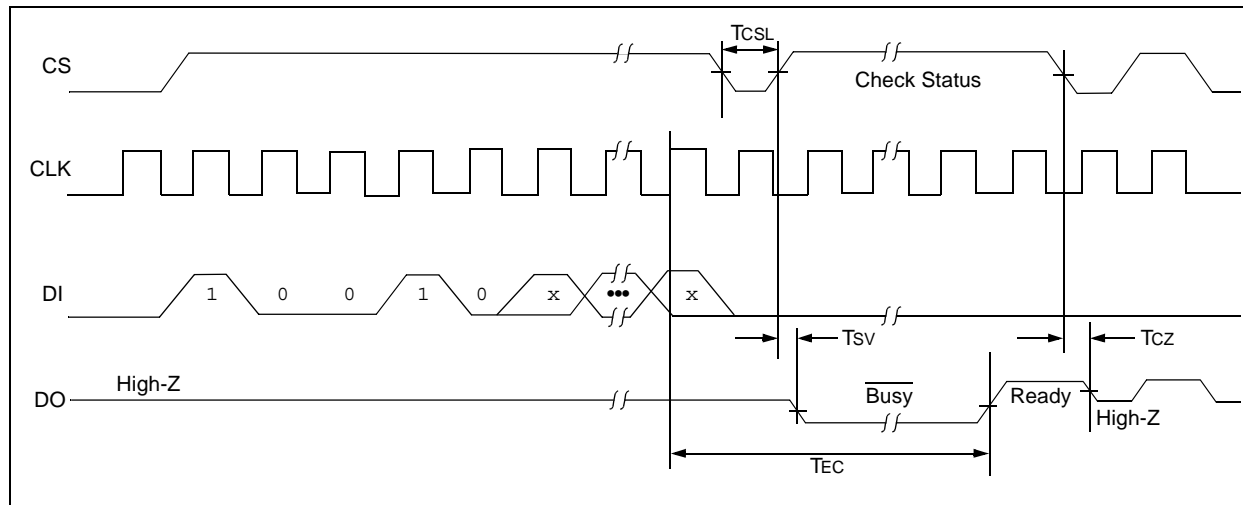 TCSL
CS
Check Status
CLK
DI 1 0 0 1 0 x ••• x
TSV TCZ
High-Z
DO Busy Ready High-Z
TEC